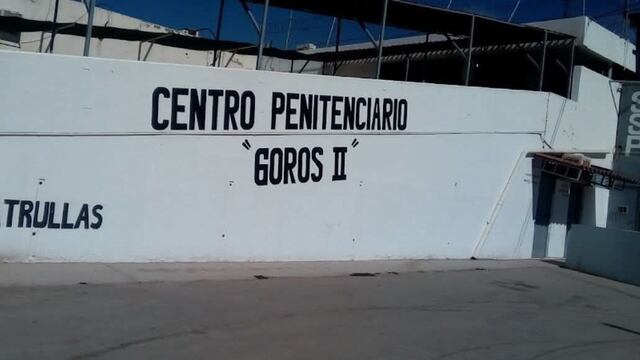 CENTRO PENITENCIARIO
"GOROS II"
TRULLAS